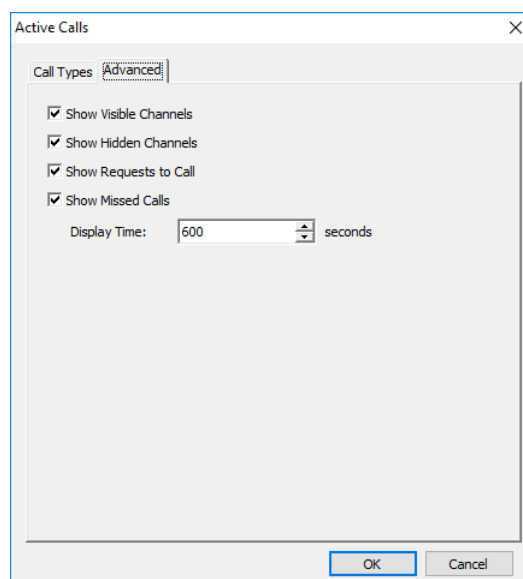 Active Calls
Call Types Advanced
Show Visible Channels
Show Hidden Channels
Show Requests to Call
Show Missed Calls
Display Time: 600 seconds
OK Cancel